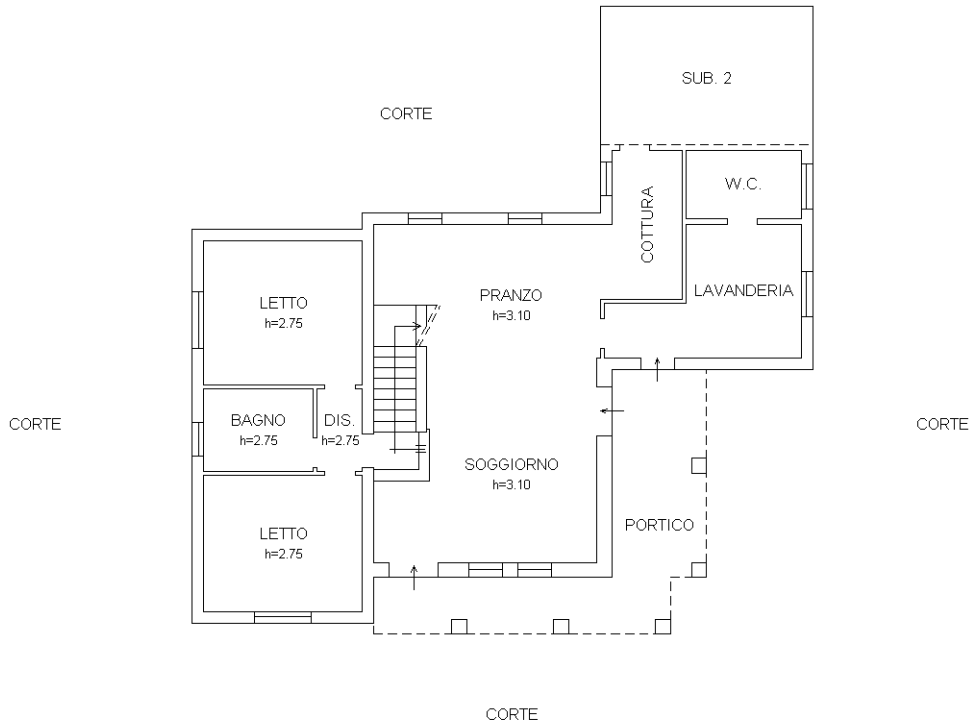 SUB. 2
CORTE
W.C.
COTTURA
LAVANDERIA
PRANZO
h=3.10
LETTO
h=2.75
BAGNO
h=2.75
DIS.
h=2.75
CORTE
CORTE
SOGGIORNO
h=3.10
PORTICO
LETTO
h=2.75
CORTE